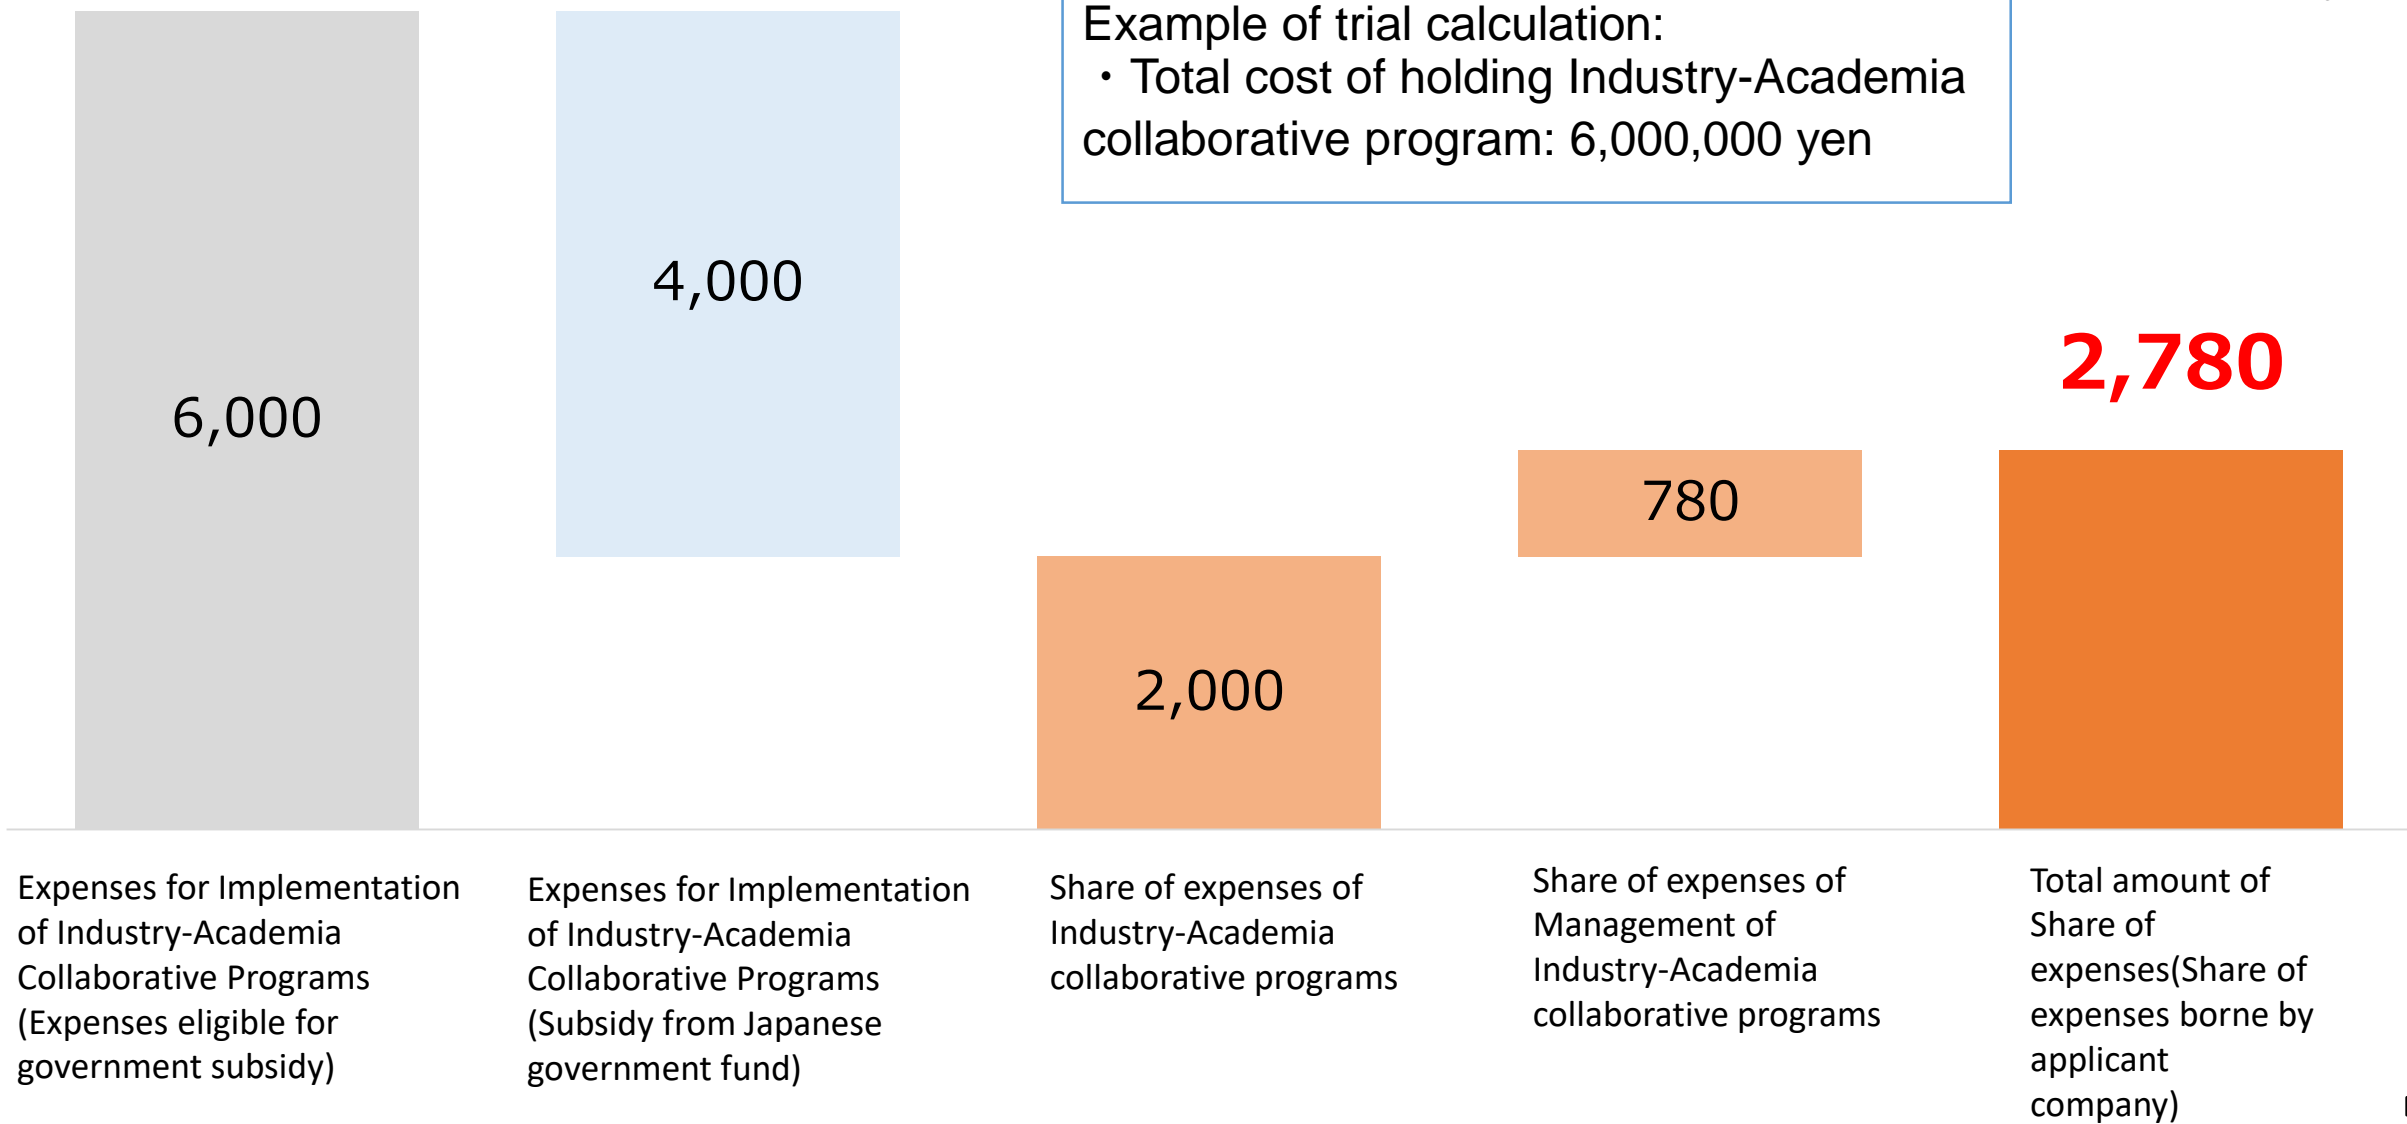 Example of trial calculation:
・Total cost of holding Industry-Academia
collaborative program: 6,000,000 yen
6,000
4,000
2,000
780
2,780
Expenses for Implementation
of Industry-Academia
Collaborative Programs
(Expenses eligible for
government subsidy)
Expenses for Implementation
of Industry-Academia
Collaborative Programs
(Subsidy from Japanese
government fund)
Share of expenses of
Industry-Academia
collaborative programs
Share of expenses of
Management of
Industry-Academia
collaborative programs
Total amount of
Share of
expenses(Share of
expenses borne by
applicant
company)